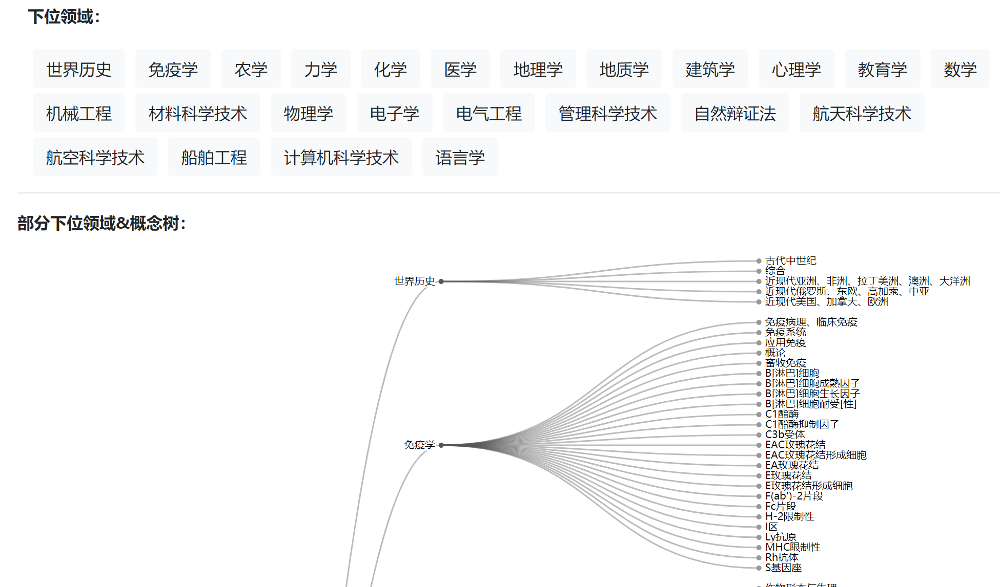 下位领域：
世界历史 免疫学 农学 力学 化学 医学 地理学 地质学 建筑学 心理学 教育学 数学
机械工程 材料科学技术 物理学 电子学 电气工程 管理科学技术 自然辩证法 航天科学技术
航空科学技术 船舶工程 计算机科学技术 语言学
部分下位领域&概念树：
世界历史
古代中世纪
综合
近现代亚洲、非洲、拉丁美洲、澳洲、大洋洲
近现代俄罗斯、东欧、高加索、中亚
近现代美国、加拿大、欧洲
免疫学
免疫病理、临床免疫
免疫系统
应用免疫
概论
畜牧免疫
B[淋巴]细胞
B[淋巴]细胞成熟因子
B[淋巴]细胞生长因子
B[淋巴]细胞耐受[性]
C1酯酶
C1酯酶抑制因子
C3b受体
EAC玫瑰花结
EAC玫瑰花结形成细胞
EA玫瑰花结
E玫瑰花结
E玫瑰花结形成细胞
F(ab')-2片段
Fc片段
H-2限制性
I区
Ly抗原
MHC限制性
Rh抗体
S基因座
作物形态与生理